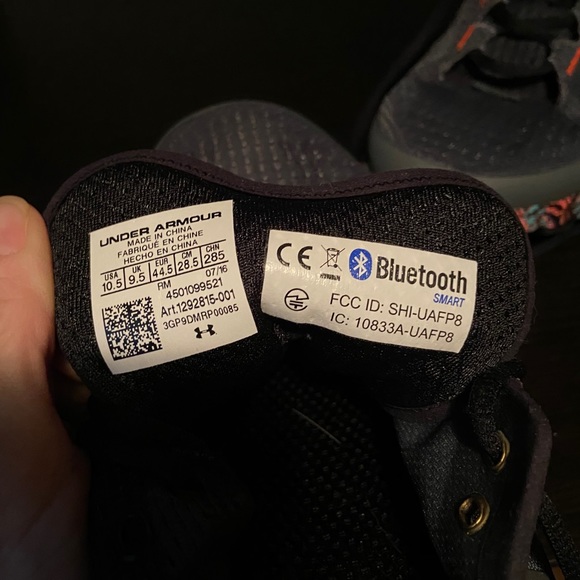 UNDER ARMOUR
MADE IN CHINA
FABRIQUÉ EN CHINE
HECHO EN CHINA
USA UK EUR CM CHN
10.5 9.5 44.5 28.5 285
RM 07/16
4501099521
Art.1292815-001
3GP9DMRP00085
CE Bluetooth
SMART
FCC ID: SHI-UAFP8
IC: 10833A-UAFP8